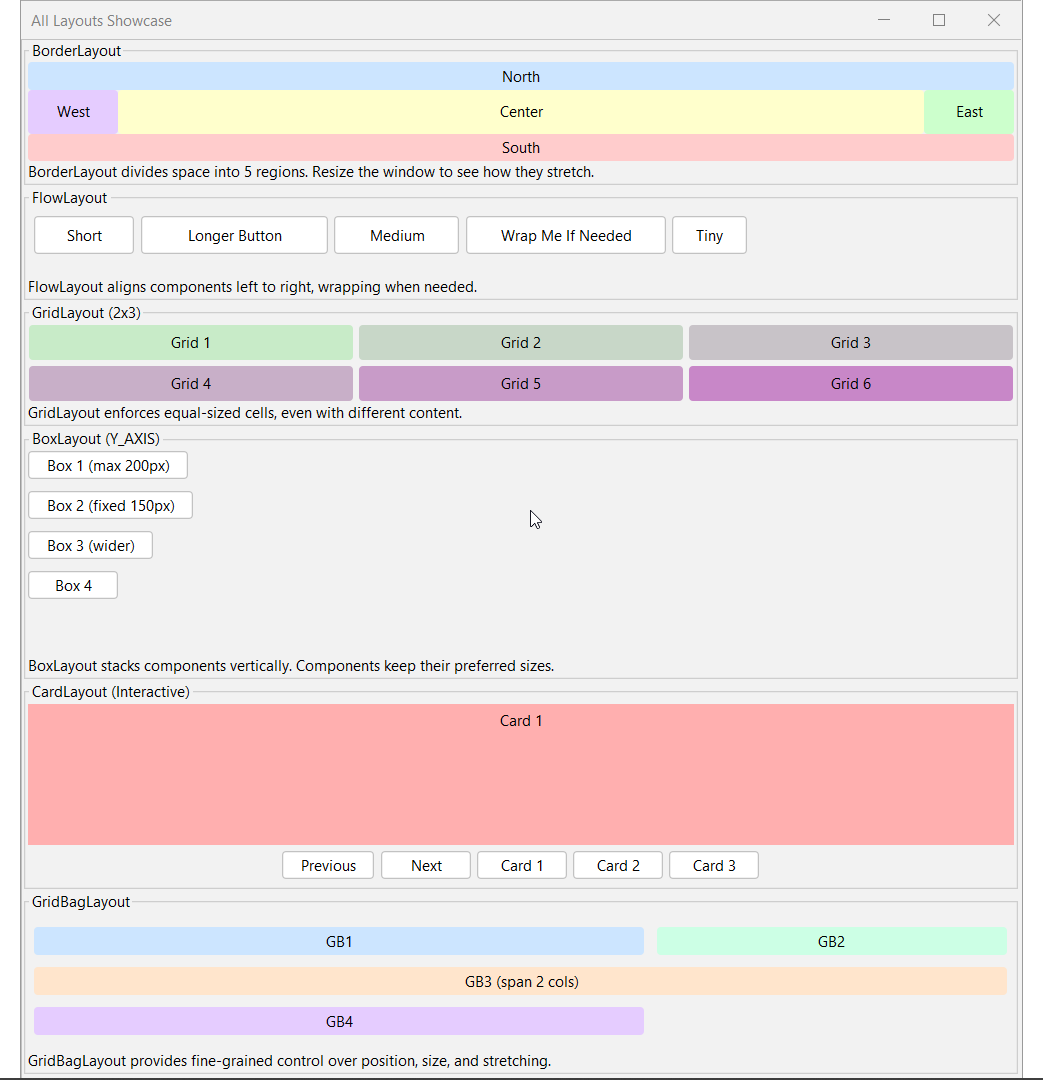 All Layouts Showcase
BorderLayout
North
West Center East
South
BorderLayout divides space into 5 regions. Resize the window to see how they stretch.
FlowLayout
Short Longer Button Medium Wrap Me If Needed Tiny
FlowLayout aligns components left to right, wrapping when needed.
GridLayout (2x3)
Grid 1 Grid 2 Grid 3
Grid 4 Grid 5 Grid 6
GridLayout enforces equal-sized cells, even with different content.
BoxLayout (Y_AXIS)
Box 1 (max 200px)
Box 2 (fixed 150px)
Box 3 (wider)
Box 4
BoxLayout stacks components vertically. Components keep their preferred sizes.
CardLayout (Interactive)
Card 1
Previous Next Card 1 Card 2 Card 3
GridBagLayout
GB1 GB2
GB3 (span 2 cols)
GB4
GridBagLayout provides fine-grained control over position, size, and stretching.